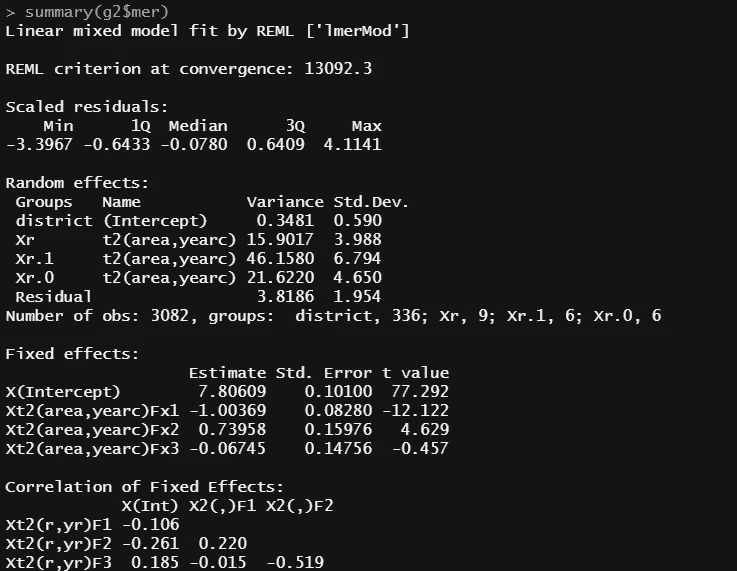 > summary(g2$mer)
Linear mixed model fit by REML ['lmerMod']

REML criterion at convergence: 13092.3

Scaled residuals:
    Min      1Q  Median      3Q     Max
-3.3967 -0.6433 -0.0780  0.6409  4.1141

Random effects:
 Groups   Name           Variance Std.Dev.
 district (Intercept)     0.3481  0.590
 Xr       t2(area,yearc) 15.9017  3.988
 Xr.1     t2(area,yearc) 46.1580  6.794
 Xr.0     t2(area,yearc) 21.6220  4.650
 Residual                 3.8186  1.954
Number of obs: 3082, groups:  district, 336; Xr, 9; Xr.1, 6; Xr.0, 6

Fixed effects:
                   Estimate Std. Error t value
X(Intercept)        7.80609    0.10100  77.292
Xt2(area,yearc)Fx1 -1.00369    0.08280 -12.122
Xt2(area,yearc)Fx2  0.73958    0.15976   4.629
Xt2(area,yearc)Fx3 -0.06745    0.14756  -0.457

Correlation of Fixed Effects:
            X(Int) X2(,)F1 X2(,)F2
Xt2(r,yr)F1 -0.106
Xt2(r,yr)F2 -0.261  0.220
Xt2(r,yr)F3  0.185 -0.015  -0.519